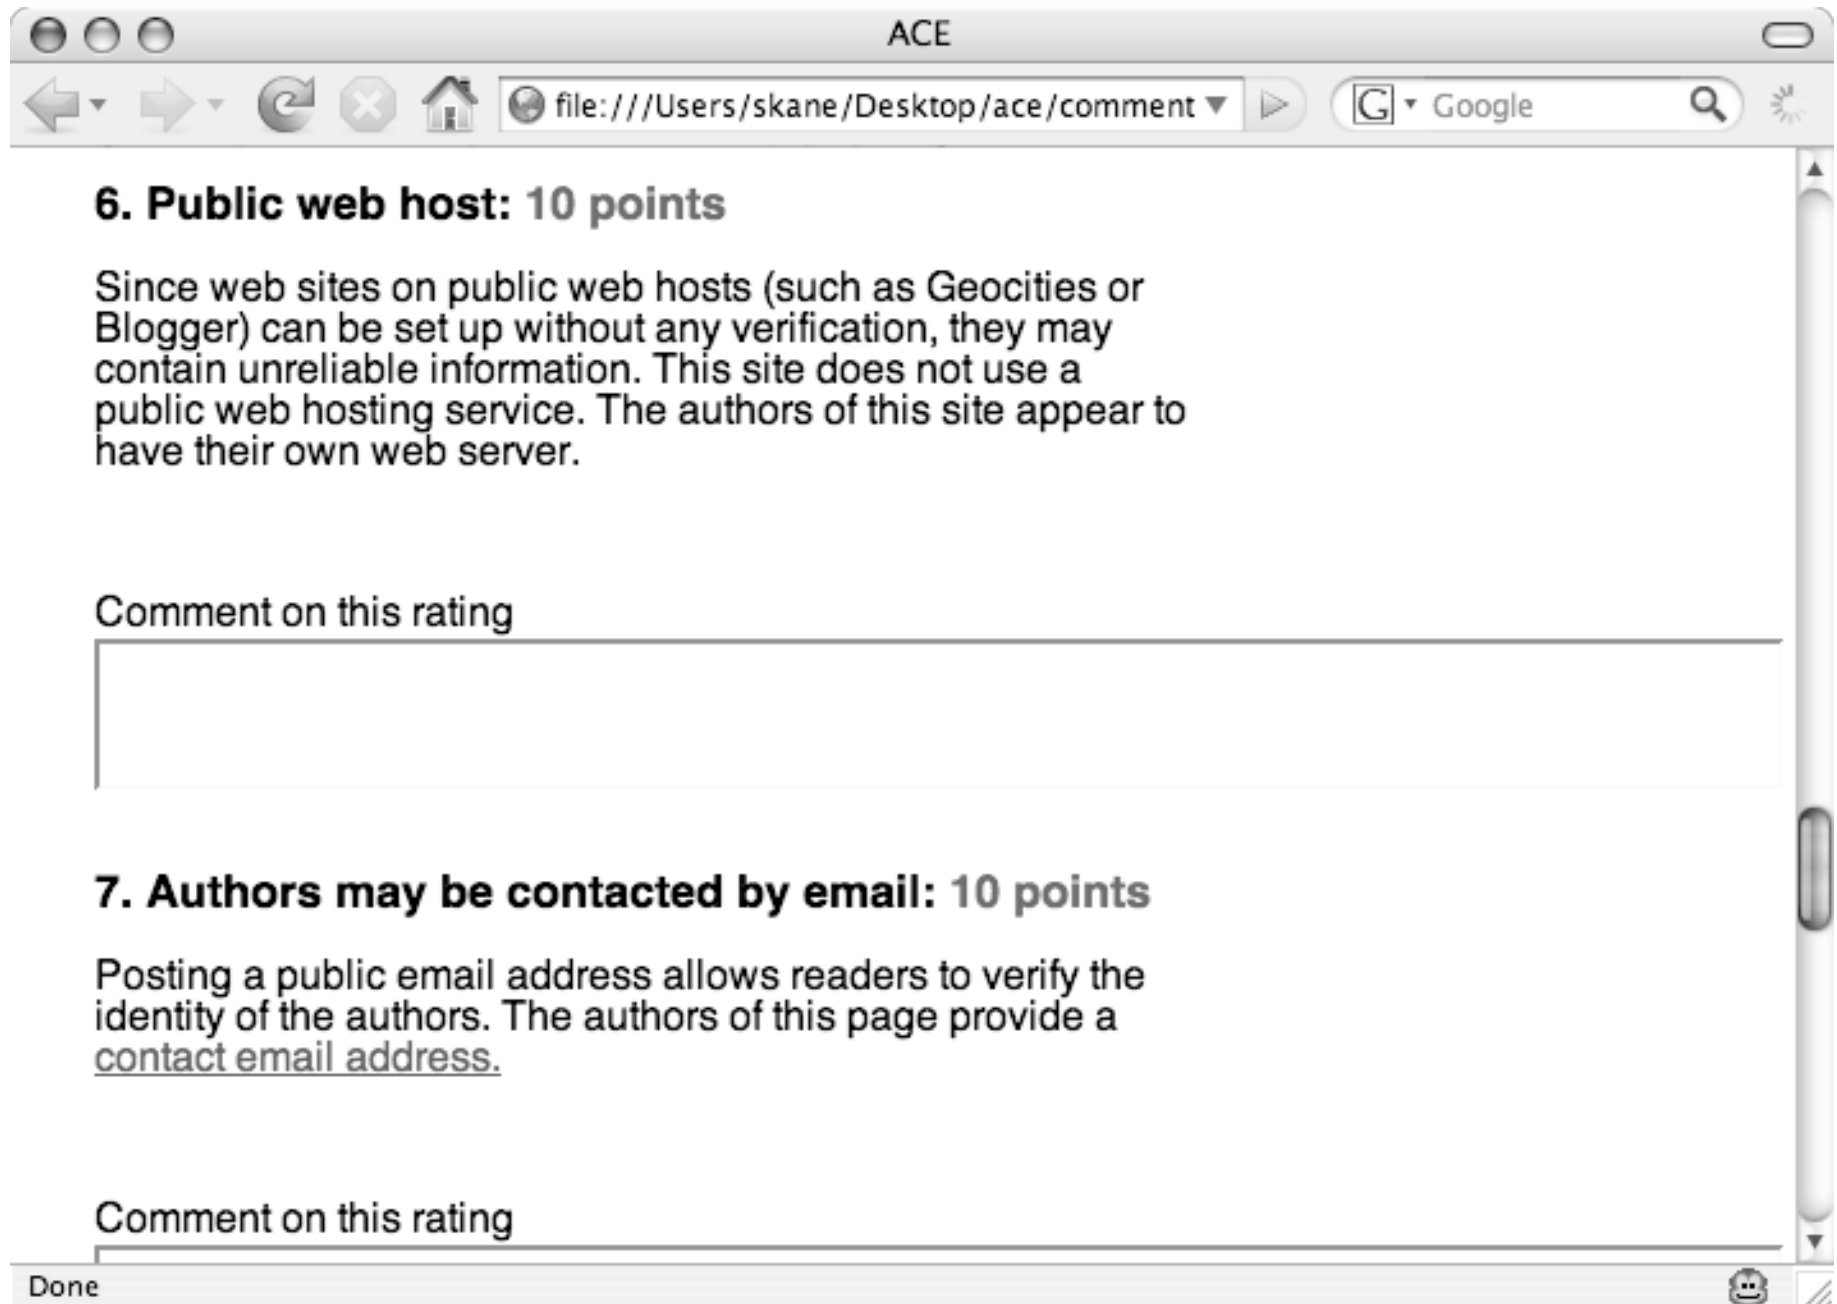 ACE
file:///Users/skane/Desktop/ace/comment
G Google
6. Public web host: 10 points
Since web sites on public web hosts (such as Geocities or
Blogger) can be set up without any verification, they may
contain unreliable information. This site does not use a
public web hosting service. The authors of this site appear to
have their own web server.
Comment on this rating
7. Authors may be contacted by email: 10 points
Posting a public email address allows readers to verify the
identity of the authors. The authors of this page provide a
contact email address.
Comment on this rating
Done